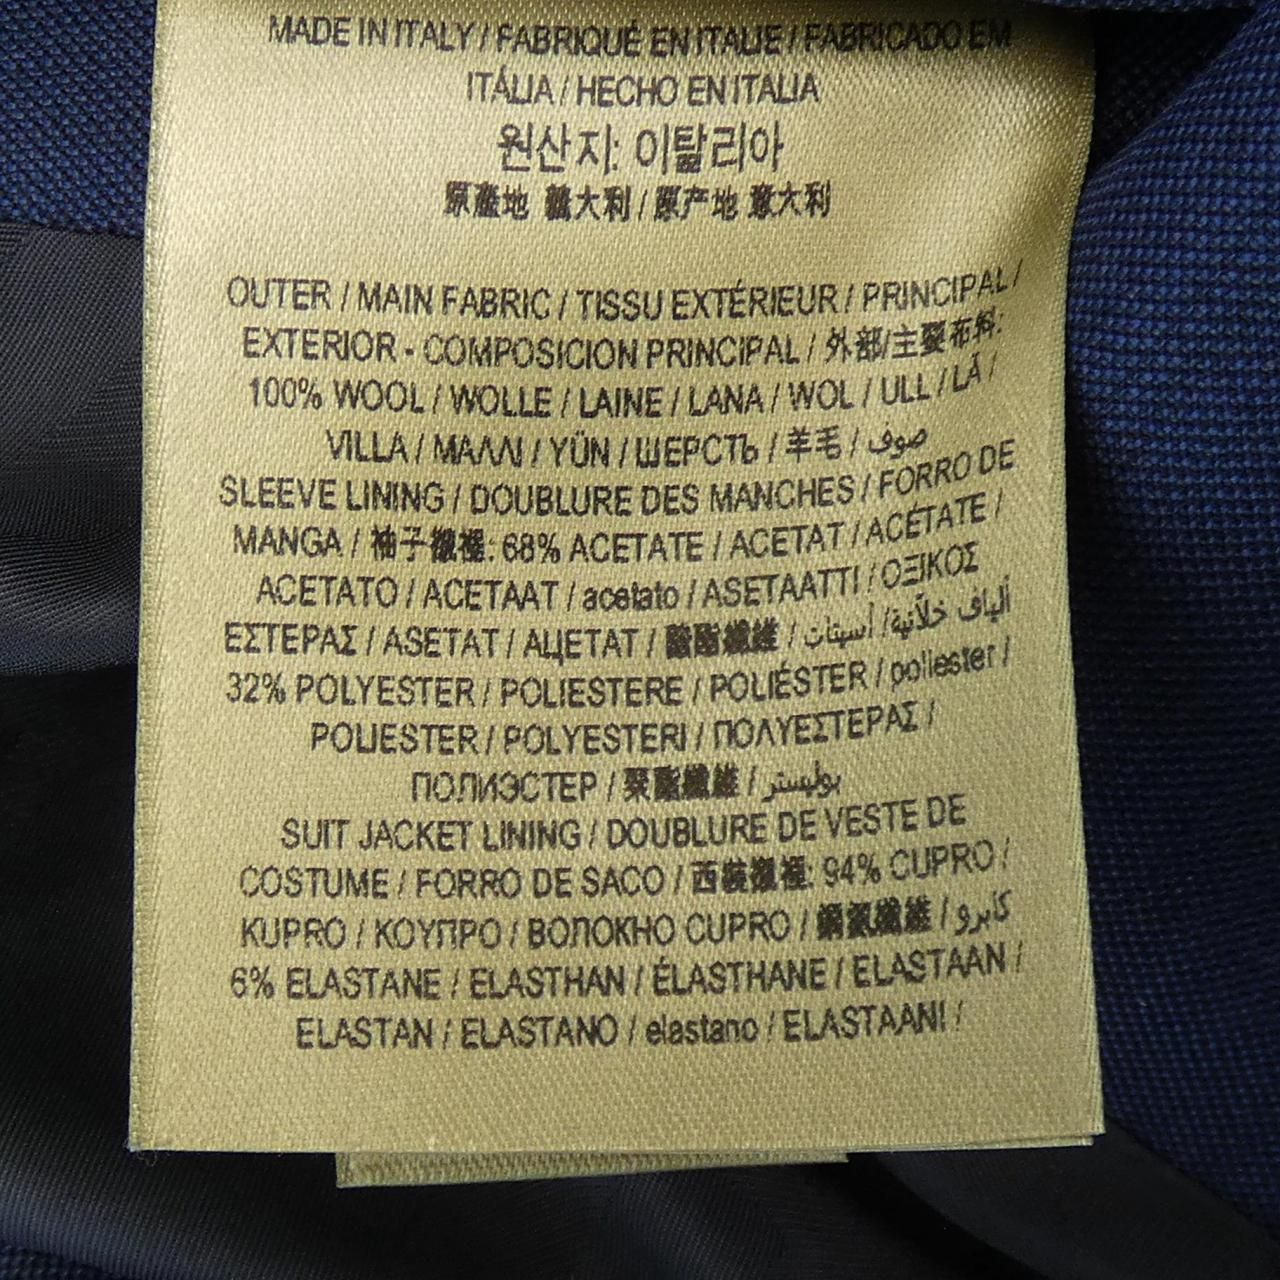 MADE IN ITALY / FABRIQUÉ EN ITALIE / FABRICADO EM
ITÁLIA / HECHO EN ITALIA
원산지: 이탈리아
原產地 義大利 / 原产地 意大利
OUTER / MAIN FABRIC / TISSU EXTÉRIEUR / PRINCIPAL /
EXTERIOR - COMPOSICION PRINCIPAL / 外部/主要布料:
100% WOOL / WOLLE / LAINE / LANA / WOL / ULL / LÃ /
VILLA / ΜΑΛΛΙ / YÜN / ШЕРСТЬ / 羊毛 / صوف
SLEEVE LINING / DOUBLURE DES MANCHES / FORRO DE
MANGA / 袖子襯裡: 68% ACETATE / ACETAT / ACÉTATE /
ACETATO / ACETAAT / acetato / ASETAATTI / ΟΞΙΚΟΣ
ΕΣΤΕΡΑΣ / ASETAT / АЦЕТАТ / 醋酯纖維 / ألياف خلّانية/ أسيتات
32% POLYESTER / POLIESTERE / POLIÉSTER / poliester /
POLIESTER / POLYESTERI / ΠΟΛΥΕΣΤΕΡΑΣ /
ПОЛИЭСТЕР / 聚酯纖維 / بوليستر
SUIT JACKET LINING / DOUBLURE DE VESTE DE
COSTUME / FORRO DE SACO / 西裝襯裡: 94% CUPRO /
KUPRO / ΚΟΥΠΡΟ / ВОЛОКНО CUPRO / 銅氨纖維 / كابرو
6% ELASTANE / ELASTHAN / ÉLASTHANNE / ELASTAAN /
ELASTAN / ELASTANO / elastano / ELASTAANI /